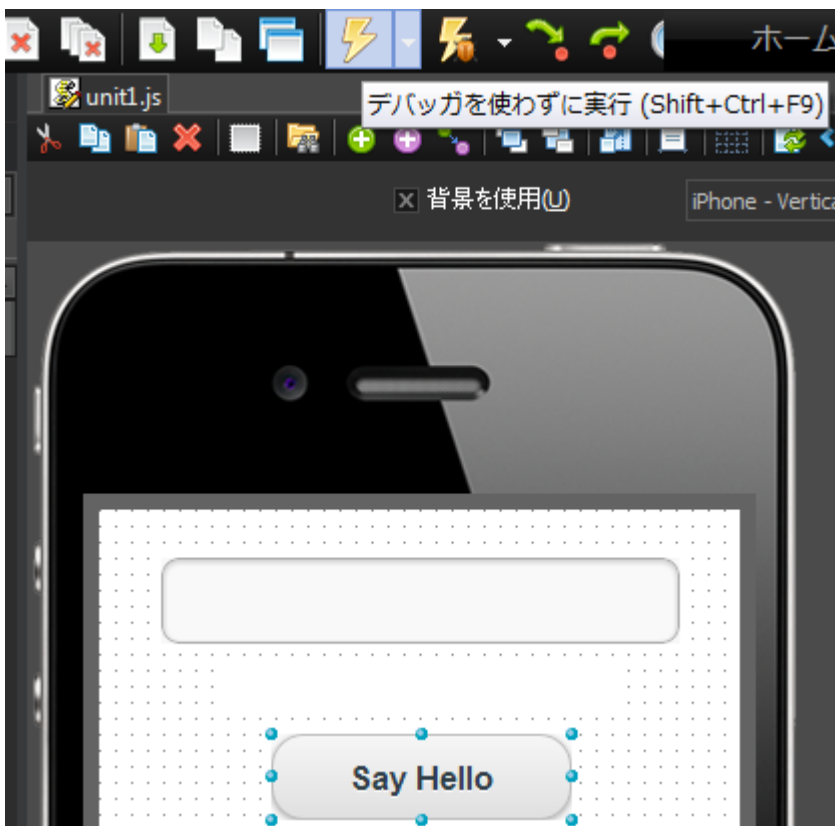 ホーム
unit1.js
デバッガを使わずに実行 (Shift+Ctrl+F9)
背景を使用(U)
iPhone - Vertica
Say Hello